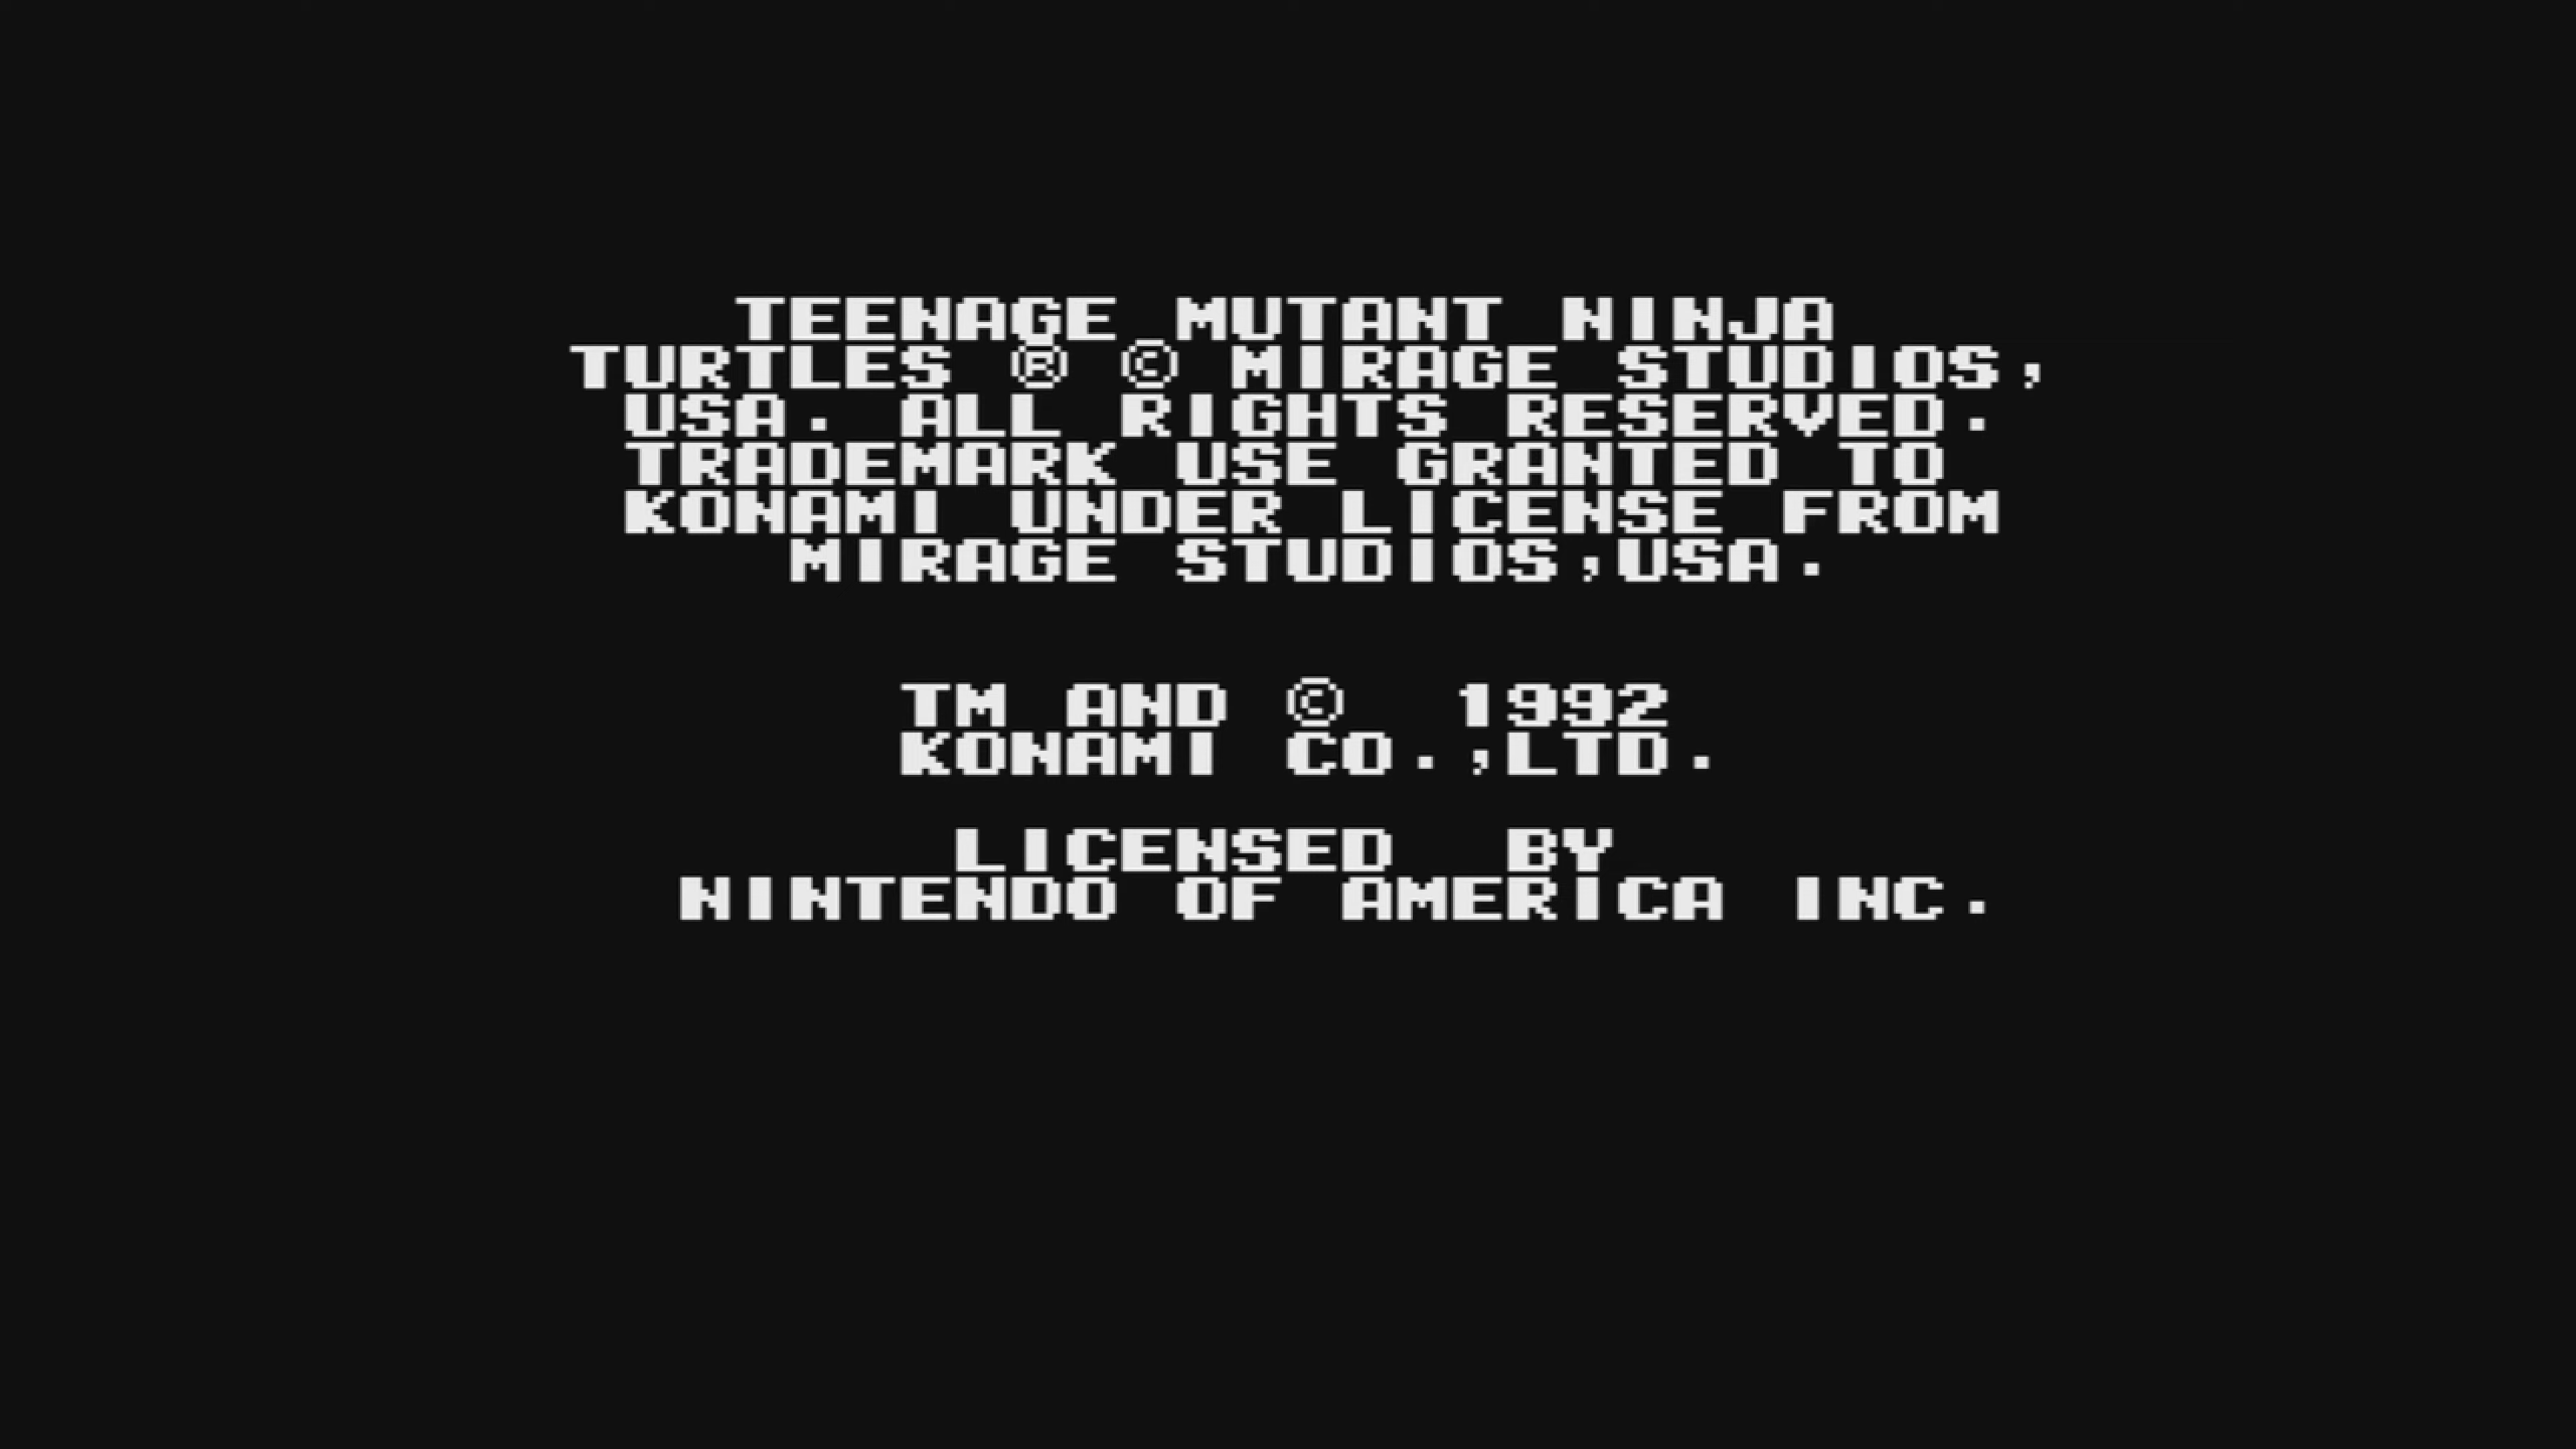 TEENAGE MUTANT NINJA
TURTLES ® © MIRAGE STUDIOS,
USA. ALL RIGHTS RESERVED.
TRADEMARK USE GRANTED TO
KONAMI UNDER LICENSE FROM
MIRAGE STUDIOS,USA.
TM AND © 1992
KONAMI CO.,LTD.
LICENSED BY
NINTENDO OF AMERICA INC.